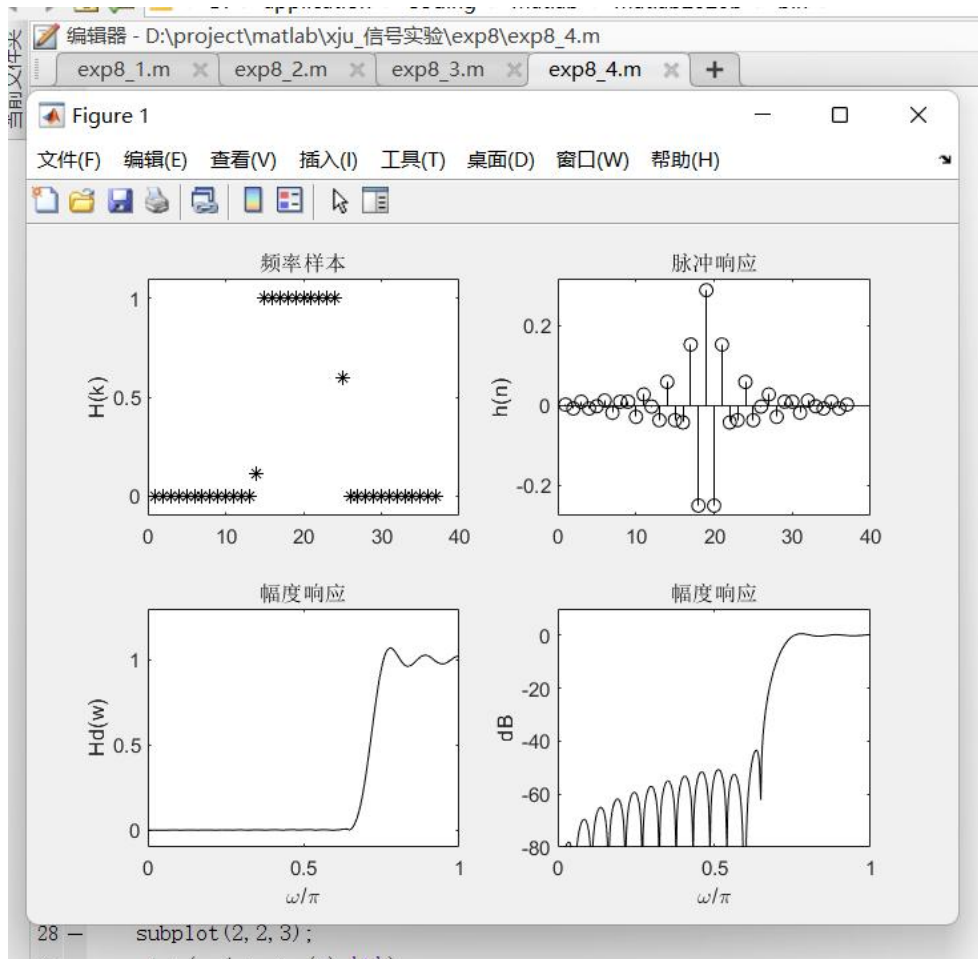 编辑器 - D:\project\matlab\xju_信号实验\exp8\exp8_4.m
exp8_1.m exp8_2.m exp8_3.m exp8_4.m +
当前文件夹
Figure 1
文件(F) 编辑(E) 查看(V) 插入(I) 工具(T) 桌面(D) 窗口(W) 帮助(H)
频率样本
1
0.5
0
H(k)
0 10 20 30 40
脉冲响应
0.2
0
-0.2
h(n)
0 10 20 30 40
幅度响应
1
0.5
0
Hd(w)
0 0.5 1
ω/π
幅度响应
0
-20
-40
-60
-80
dB
0 0.5 1
ω/π
28 — subplot(2,2,3);